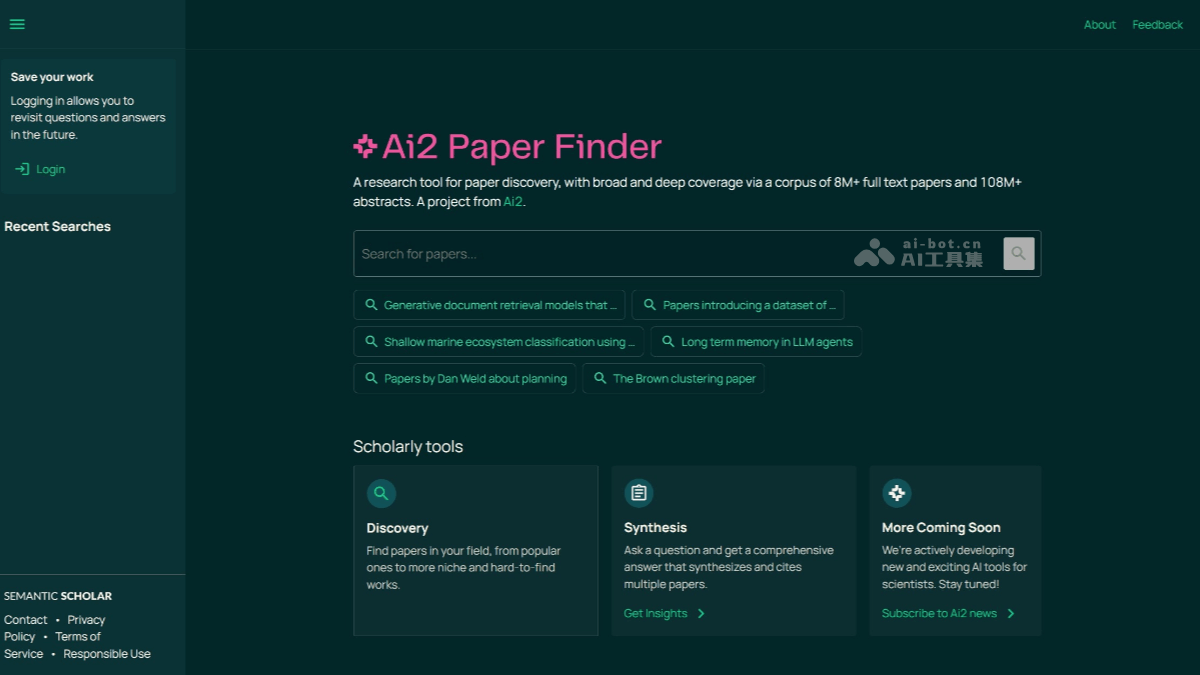 About
Feedback
Save your work
Logging in allows you to
revisit questions and answers
in the future.
Login
Recent Searches
Ai2 Paper Finder
A research tool for paper discovery, with broad and deep coverage via a corpus of 8M+ full text papers and 108M+
abstracts. A project from Ai2.
Search for papers...
ai-bot.cn
AI工具集
Generative document retrieval models that ...
Papers introducing a dataset of ...
Shallow marine ecosystem classification using ...
Long term memory in LLM agents
Papers by Dan Weld about planning
The Brown clustering paper
Scholarly tools
Discovery
Find papers in your field, from popular
ones to more niche and hard-to-find
works.
Synthesis
Ask a question and get a comprehensive
answer that synthesizes and cites
multiple papers.
Get Insights
More Coming Soon
We're actively developing
new and exciting AI tools for
scientists. Stay tuned!
Subscribe to Ai2 news
SEMANTIC SCHOLAR
Contact • Privacy
Policy • Terms of
Service • Responsible Use